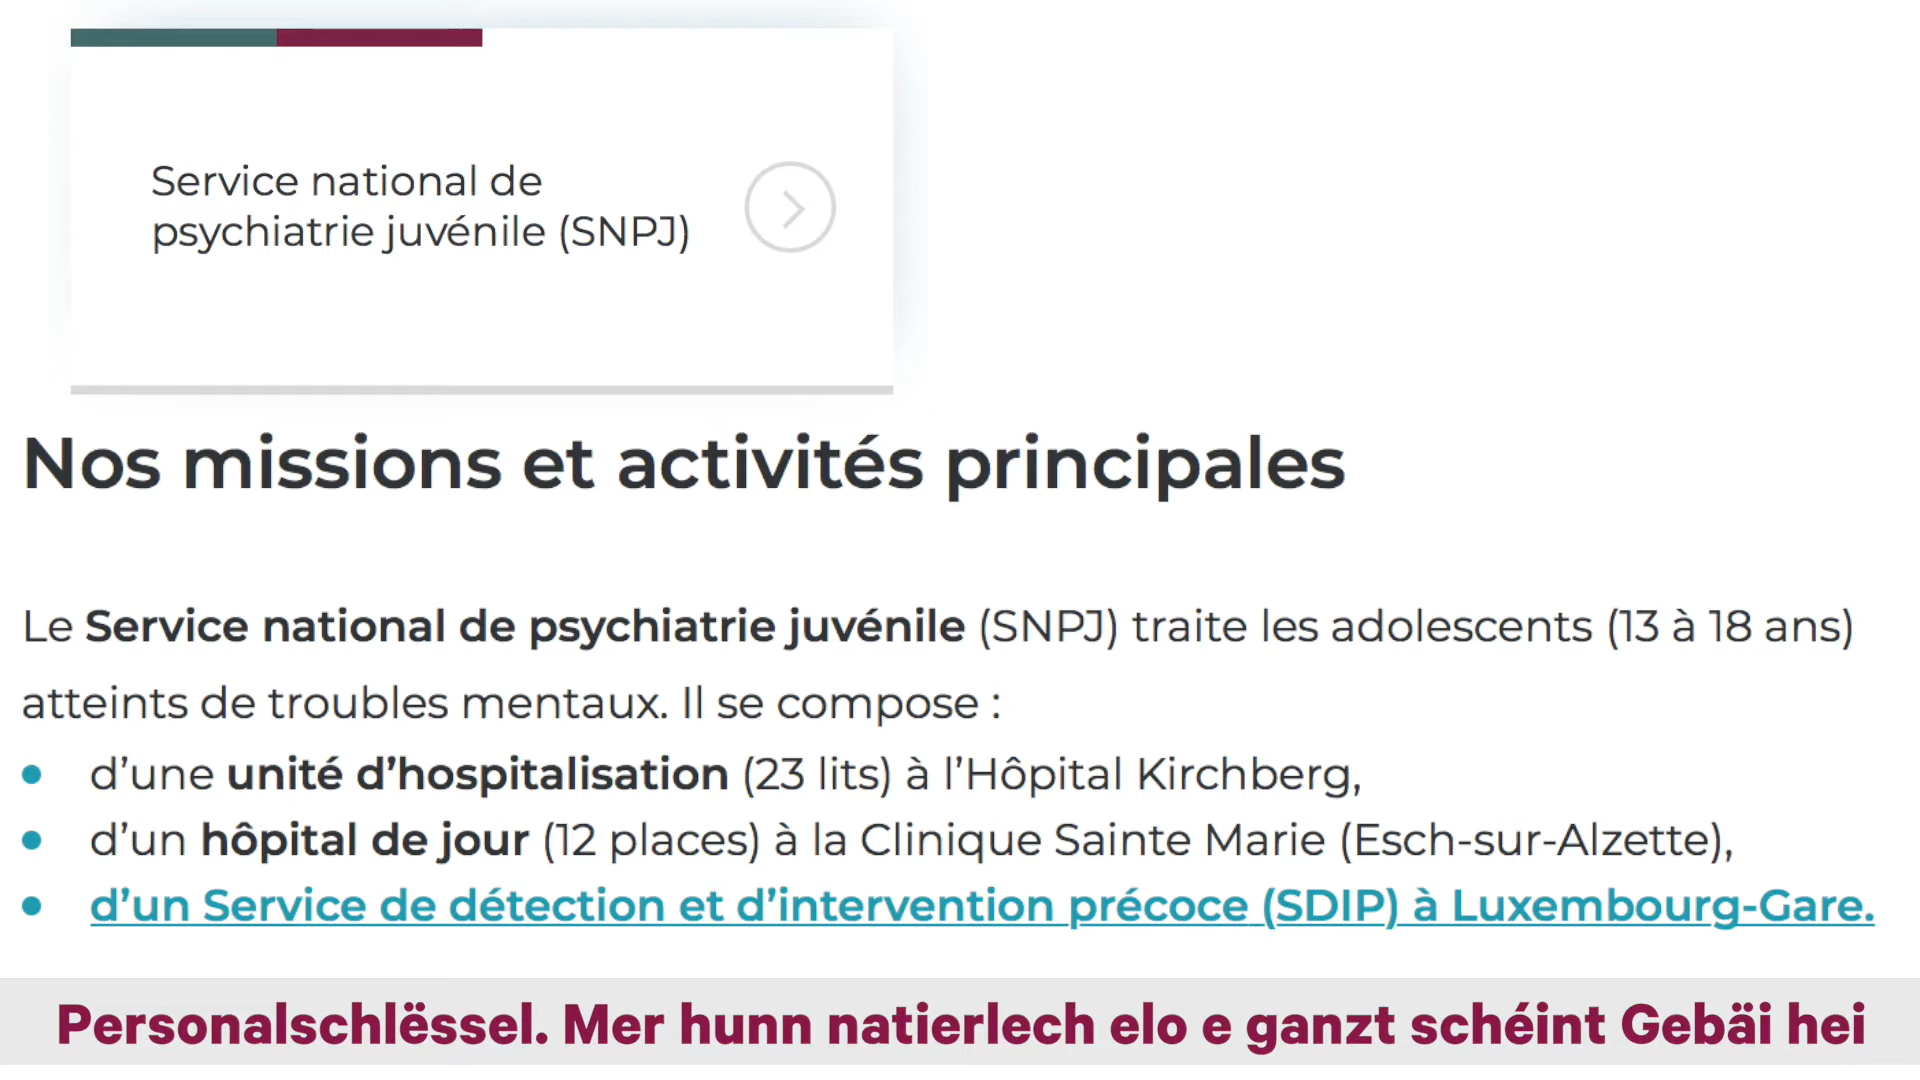 Service national de
psychiatrie juvénile (SNPJ)
Nos missions et activités principales
Le Service national de psychiatrie juvénile (SNPJ) traite les adolescents (13 à 18 ans)
atteints de troubles mentaux. Il se compose :
• d’une unité d’hospitalisation (23 lits) à l’Hôpital Kirchberg,
• d’un hôpital de jour (12 places) à la Clinique Sainte Marie (Esch-sur-Alzette),
• d’un Service de détection et d’intervention précoce (SDIP) à Luxembourg-Gare.
Personalschlëssel. Mer hunn natierlech elo e ganzt schéint Gebäi hei